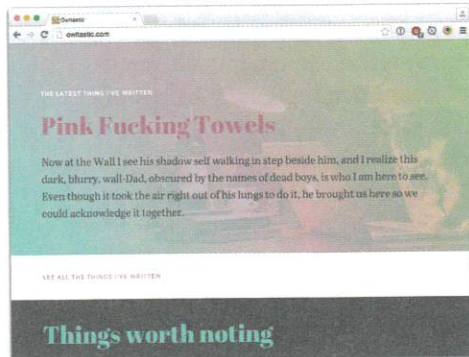 Owltastic
owltastic.com
THE LATEST THING I'VE WRITTEN
Pink Fucking Towels
Now at the Wall I see his shadow self walking in step beside him, and I realize this
dark, blurry, wall-Dad, obscured by the names of dead boys, is who I am here to see.
Even though it took the air right out of his lungs to do it, he brought us here so we
could acknowledge it together.
SEE ALL THE THINGS I'VE WRITTEN
Things worth noting